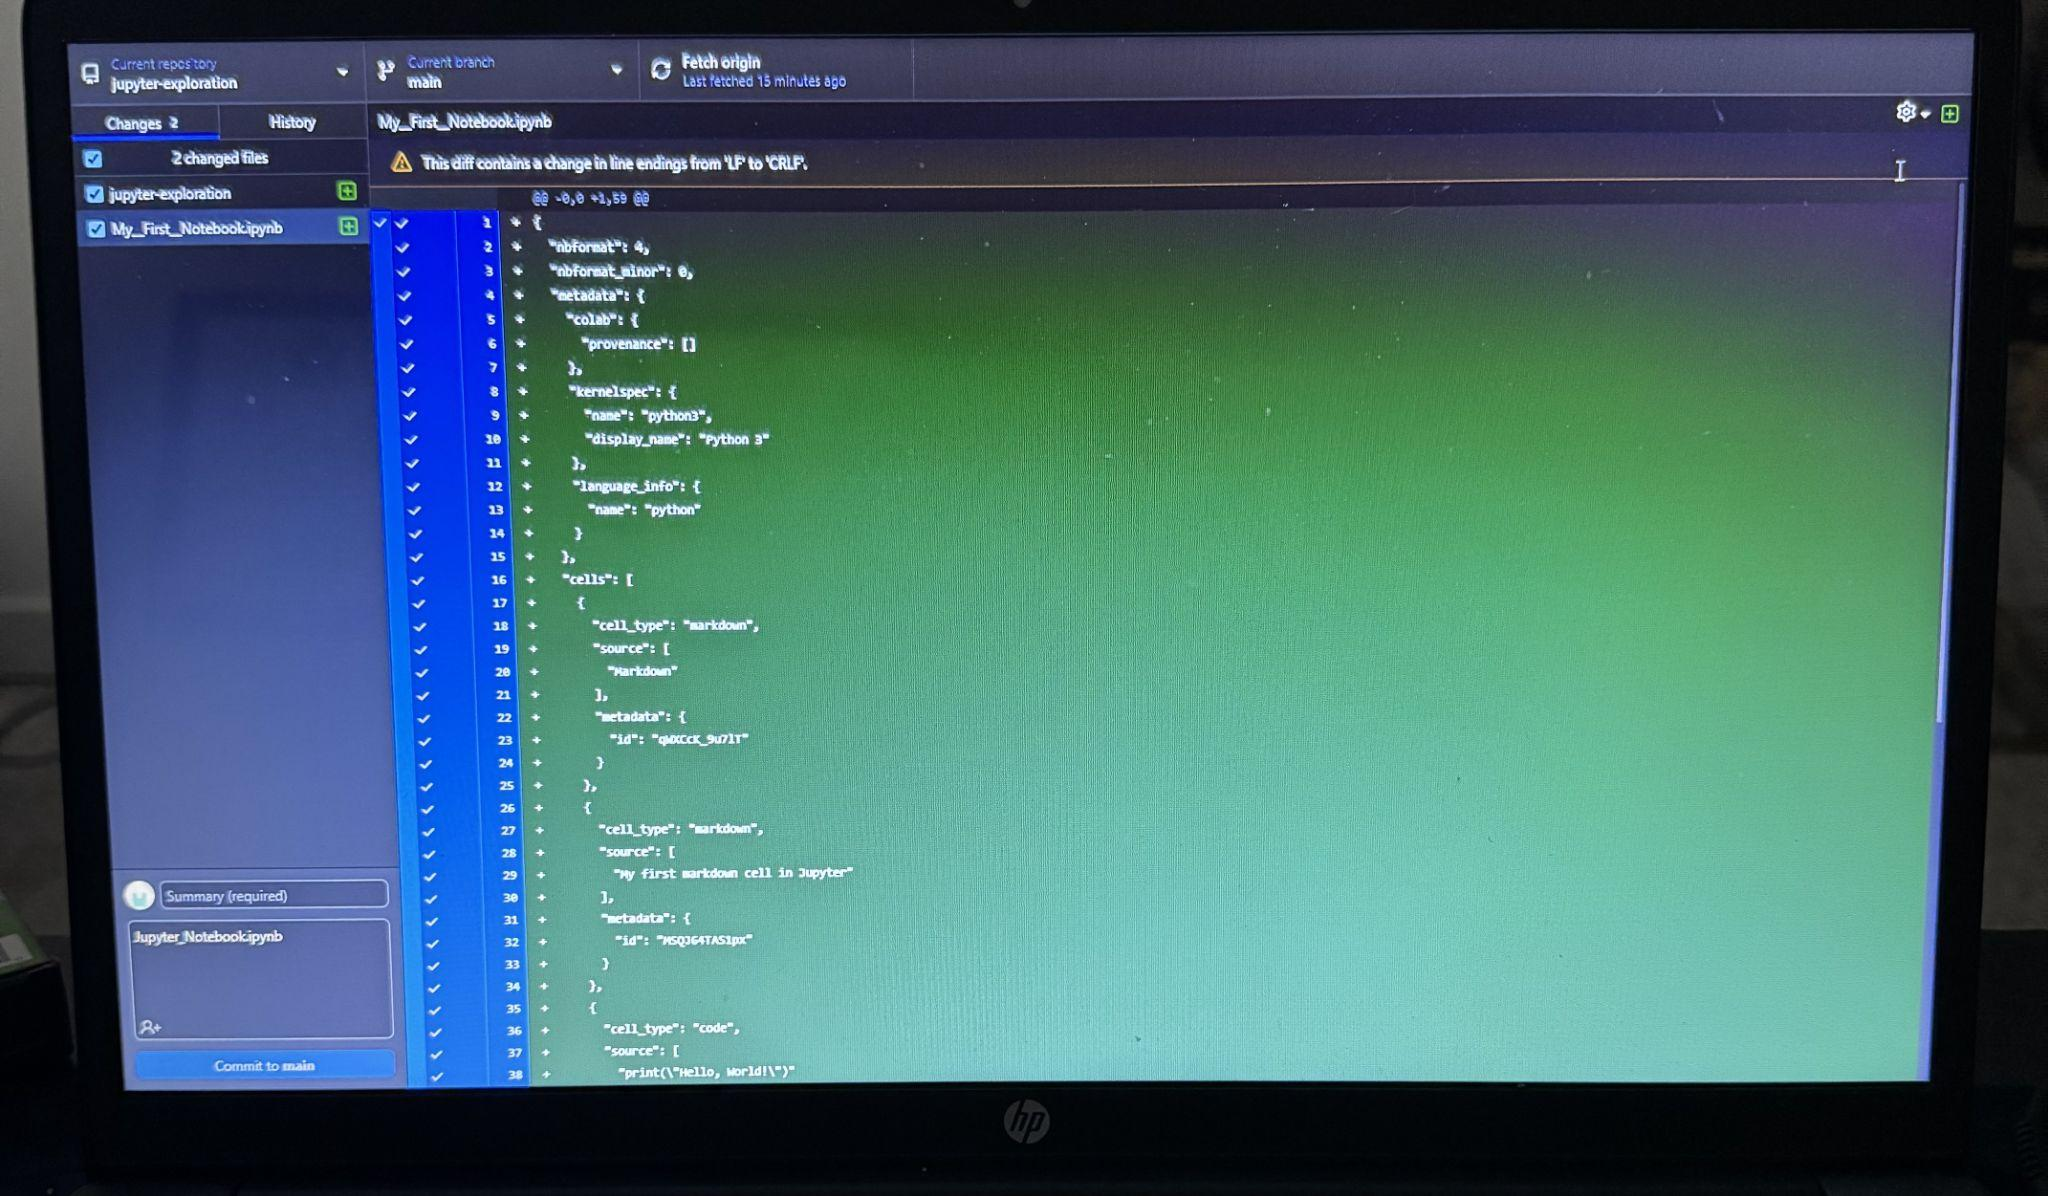 Current repository
jupyter-exploration
Current branch
main
Fetch origin
Last fetched 15 minutes ago
Changes 2
History
2 changed files
jupyter-exploration
My_First_Notebook.ipynb
My_First_Notebook.ipynb
This diff contains a change in line endings from 'LF' to 'CRLF'.
@@ -0,0 +1,59 @@
1 + {
2 + "nbformat": 4,
3 + "nbformat_minor": 0,
4 + "metadata": {
5 + "colab": {
6 + "provenance": []
7 + },
8 + "kernelspec": {
9 + "name": "python3",
10 + "display_name": "Python 3"
11 + },
12 + "language_info": {
13 + "name": "python"
14 + }
15 + },
16 + "cells": [
17 + {
18 + "cell_type": "markdown",
19 + "source": [
20 + "Markdown"
21 + ],
22 + "metadata": {
23 + "id": "qWXCcK_9u7lT"
24 + }
25 + },
26 + {
27 + "cell_type": "markdown",
28 + "source": [
29 + "My first markdown cell in Jupyter"
30 + ],
31 + "metadata": {
32 + "id": "MSQJ64TAS1px"
33 + }
34 + },
35 + {
36 + "cell_type": "code",
37 + "source": [
38 + "print(\"Hello, World!\")"
Summary (required)
Jupyter_Notebook.ipynb
Commit to main
hp